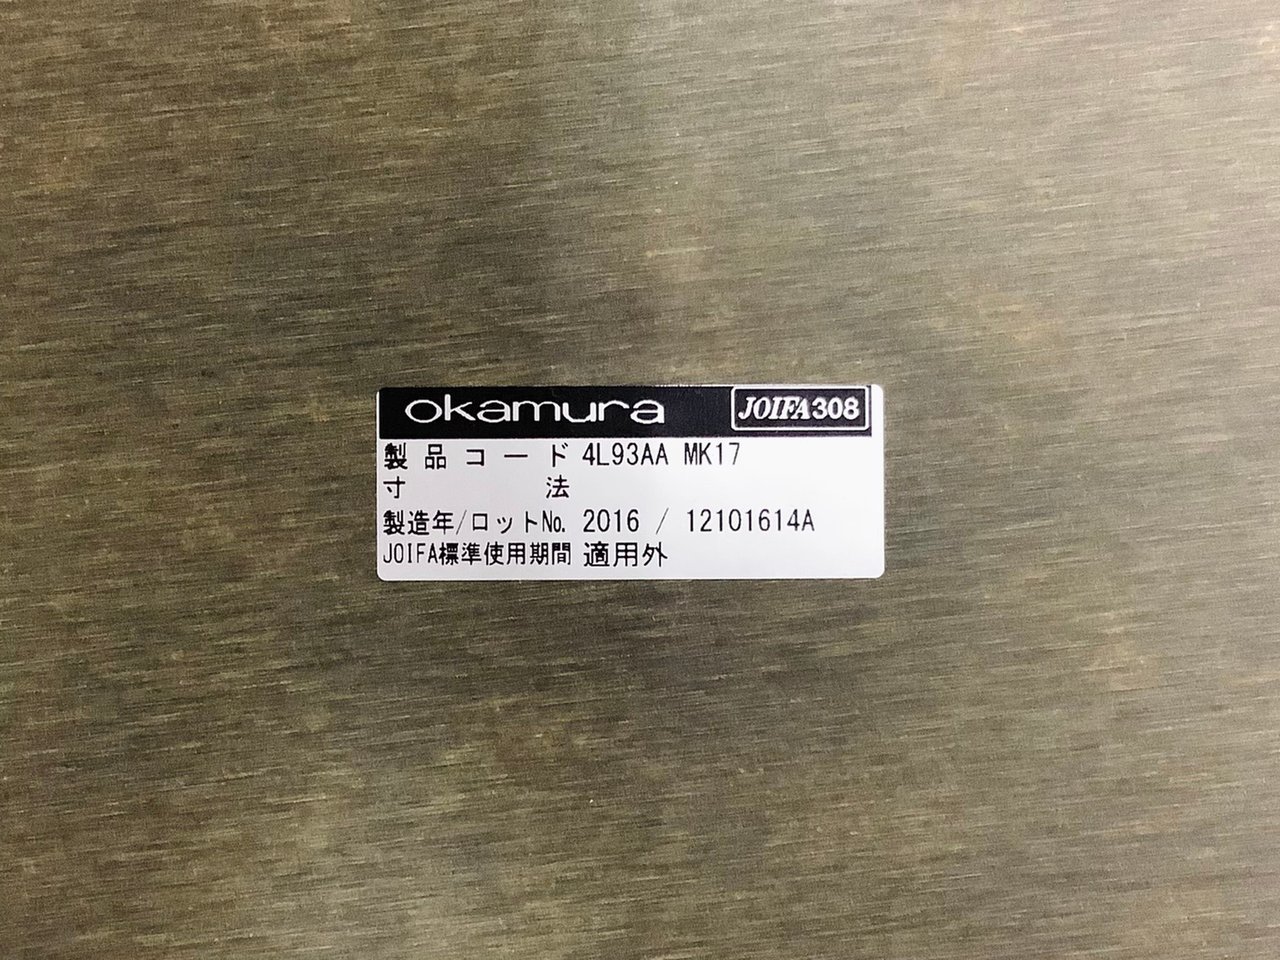 okamura JOIFA308
製品コード 4L93AA MK17
寸法
製造年/ロットNo. 2016 / 12101614A
JOIFA標準使用期間 適用外